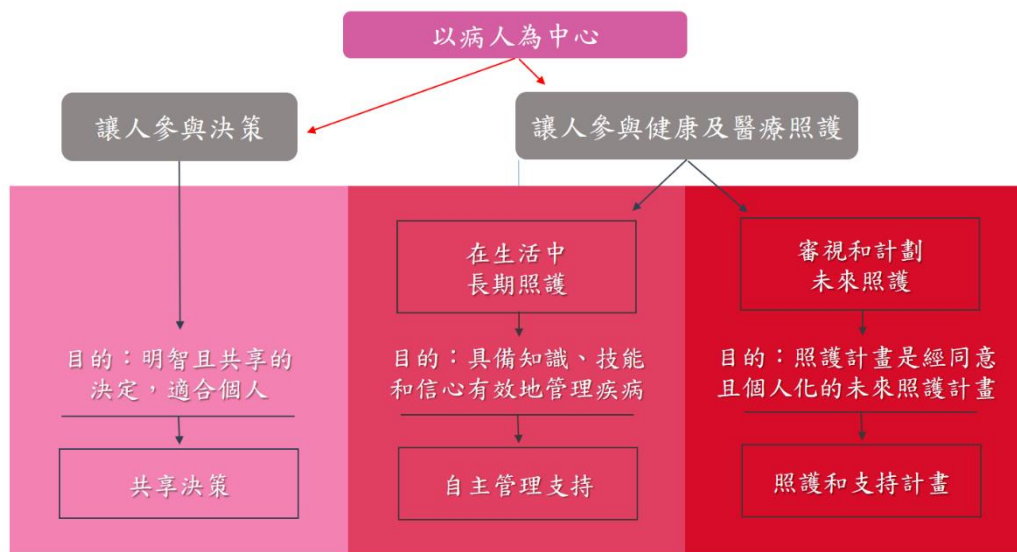 以病人為中心
讓人參與決策
讓人參與健康及醫療照護
在生活中
長期照護
審視和計劃
未來照護
目的：明智且共享的
決定，適合個人
目的：具備知識、技能
和信心有效地管理疾病
目的：照護計畫是經同意
且個人化的未來照護計畫
共享決策
自主管理支持
照護和支持計畫